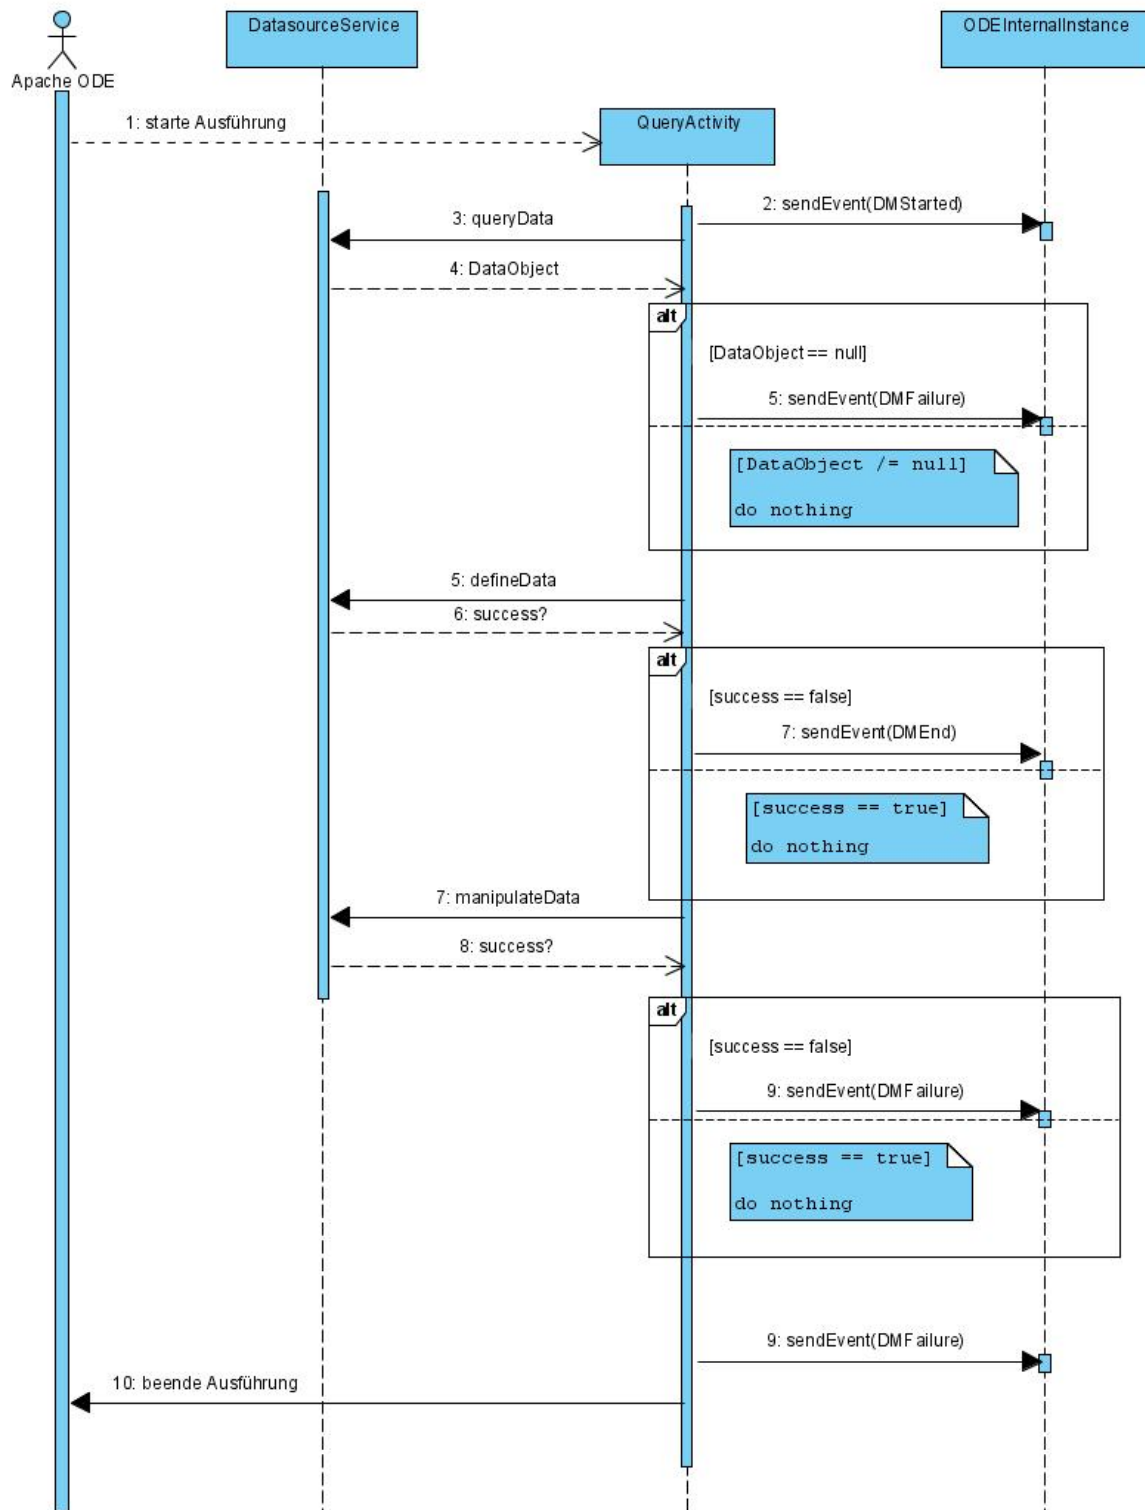 DatasourceService
ODEInternalInstance
Apache ODE
1: starte Ausführung
QueryActivity
2: sendEvent(DMStarted)
3: queryData
4: DataObject
alt
[DataObject == null]
5: sendEvent(DMFailure)
[DataObject /= null]
do nothing
5: defineData
6: success?
alt
[success == false]
7: sendEvent(DMEnd)
[success == true]
do nothing
7: manipulateData
8: success?
alt
[success == false]
9: sendEvent(DMFailure)
[success == true]
do nothing
9: sendEvent(DMFailure)
10: beende Ausführung